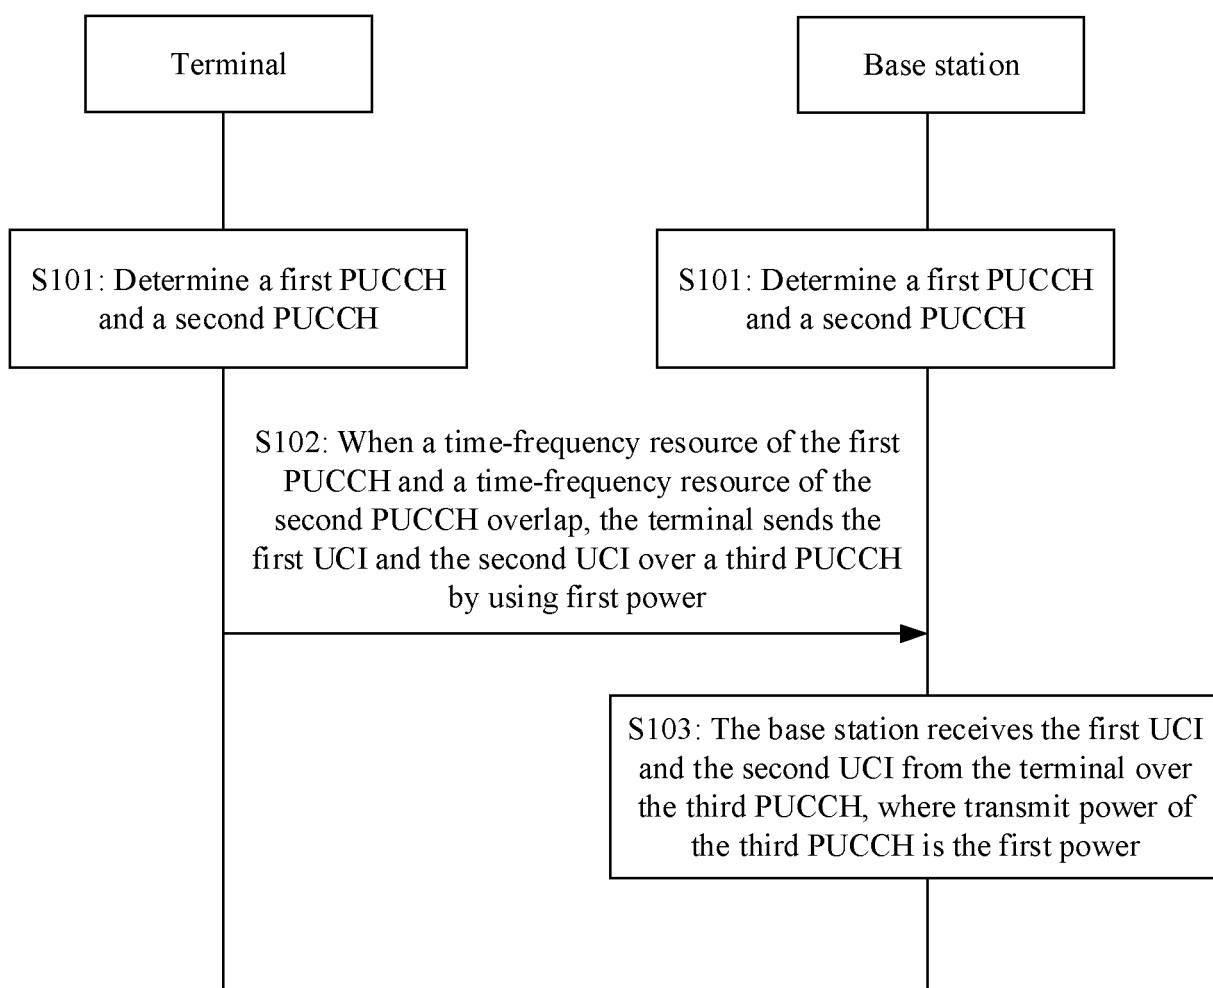 Terminal
Base station
S101: Determine a first PUCCH
and a second PUCCH
S101: Determine a first PUCCH
and a second PUCCH
S102: When a time-frequency resource of the first
PUCCH and a time-frequency resource of the
second PUCCH overlap, the terminal sends the
first UCI and the second UCI over a third PUCCH
by using first power
S103: The base station receives the first UCI
and the second UCI from the terminal over
the third PUCCH, where transmit power of
the third PUCCH is the first power